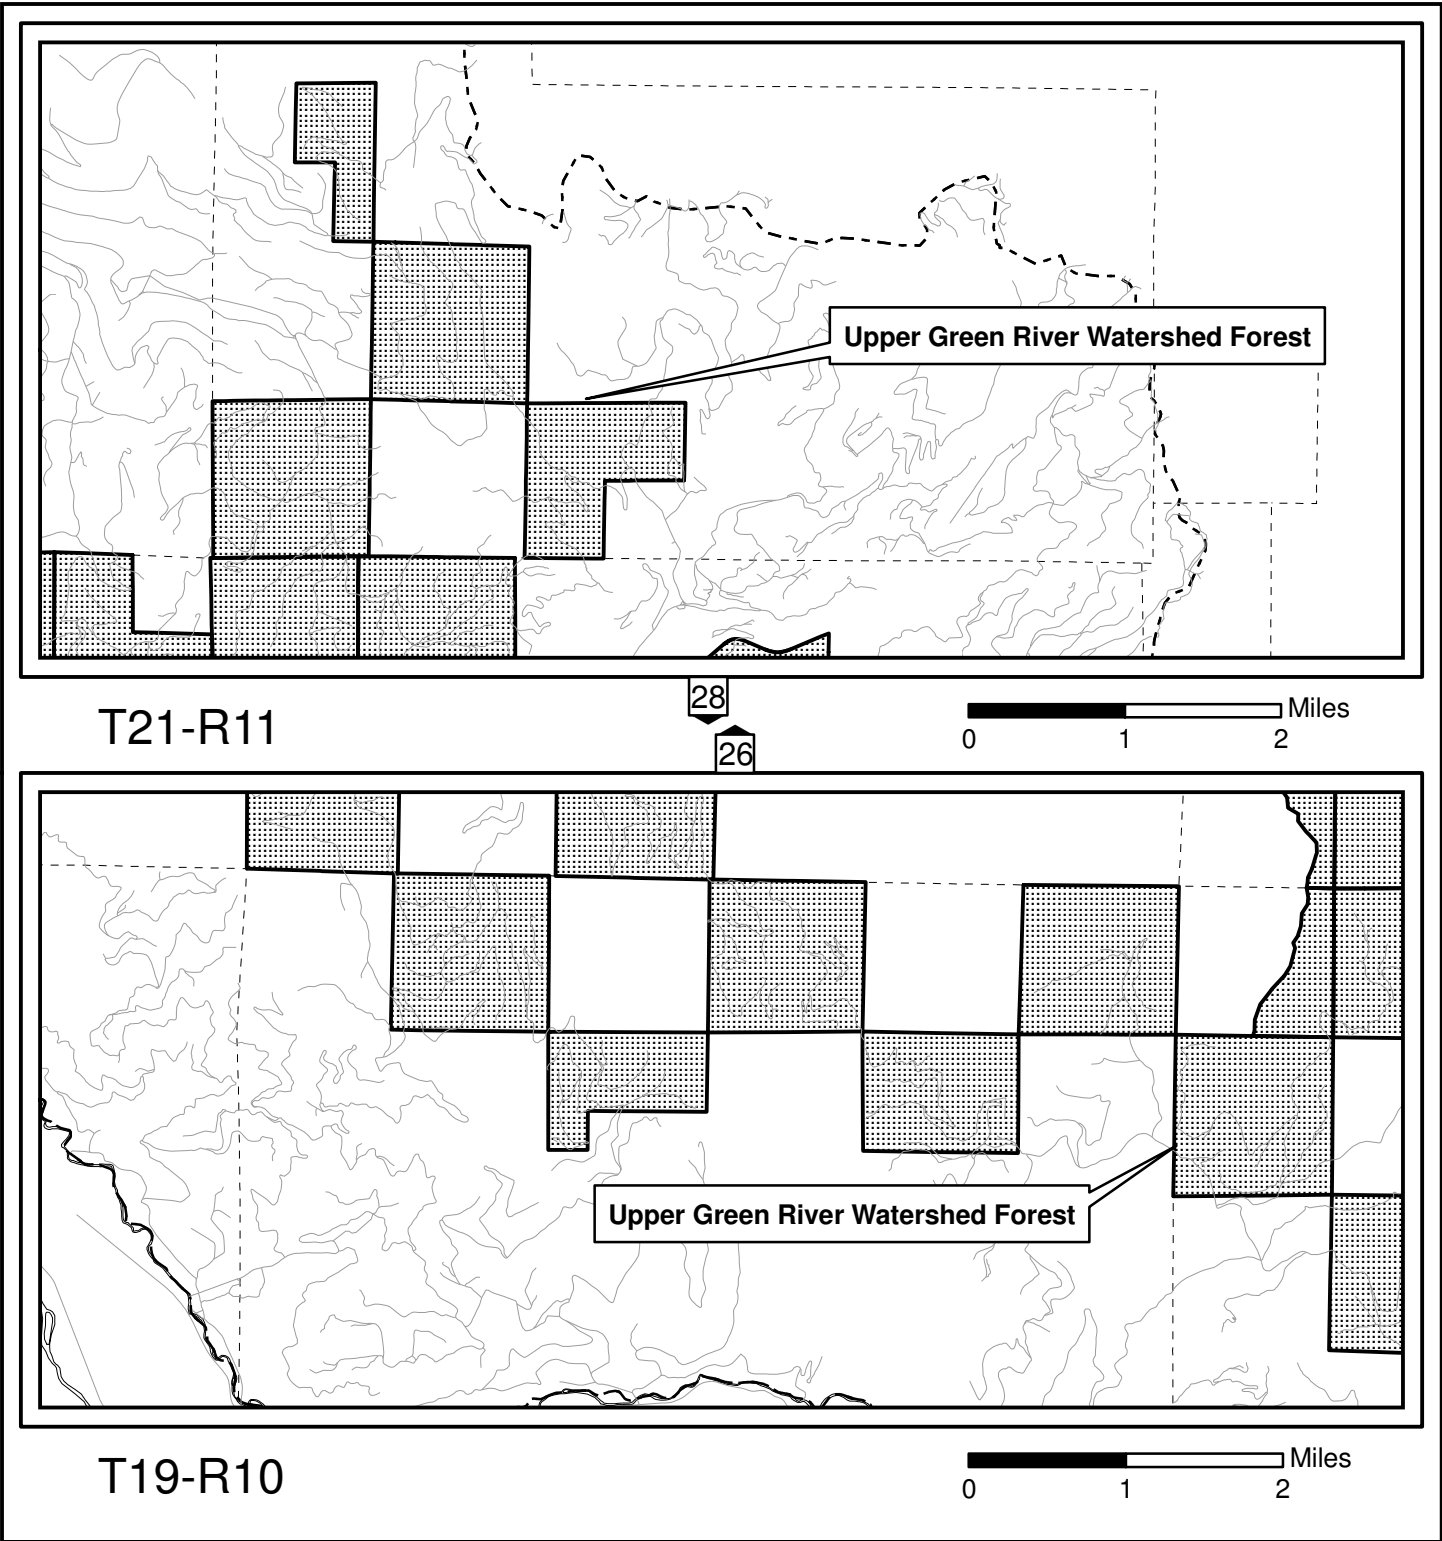 Upper Green River Watershed Forest
T21-R11
28
26
Miles
0 1 2
Upper Green River Watershed Forest
T19-R10
Miles
0 1 2